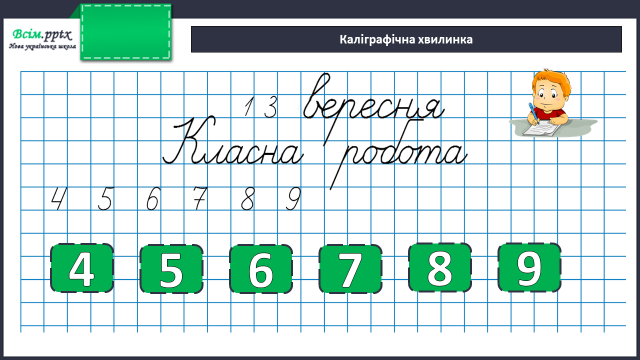 Всім.pptx
Нова українська школа
Каліграфічна хвилинка
13 вересня
Класна робота
4 5 6 7 8 9
4 5 6 7 8 9